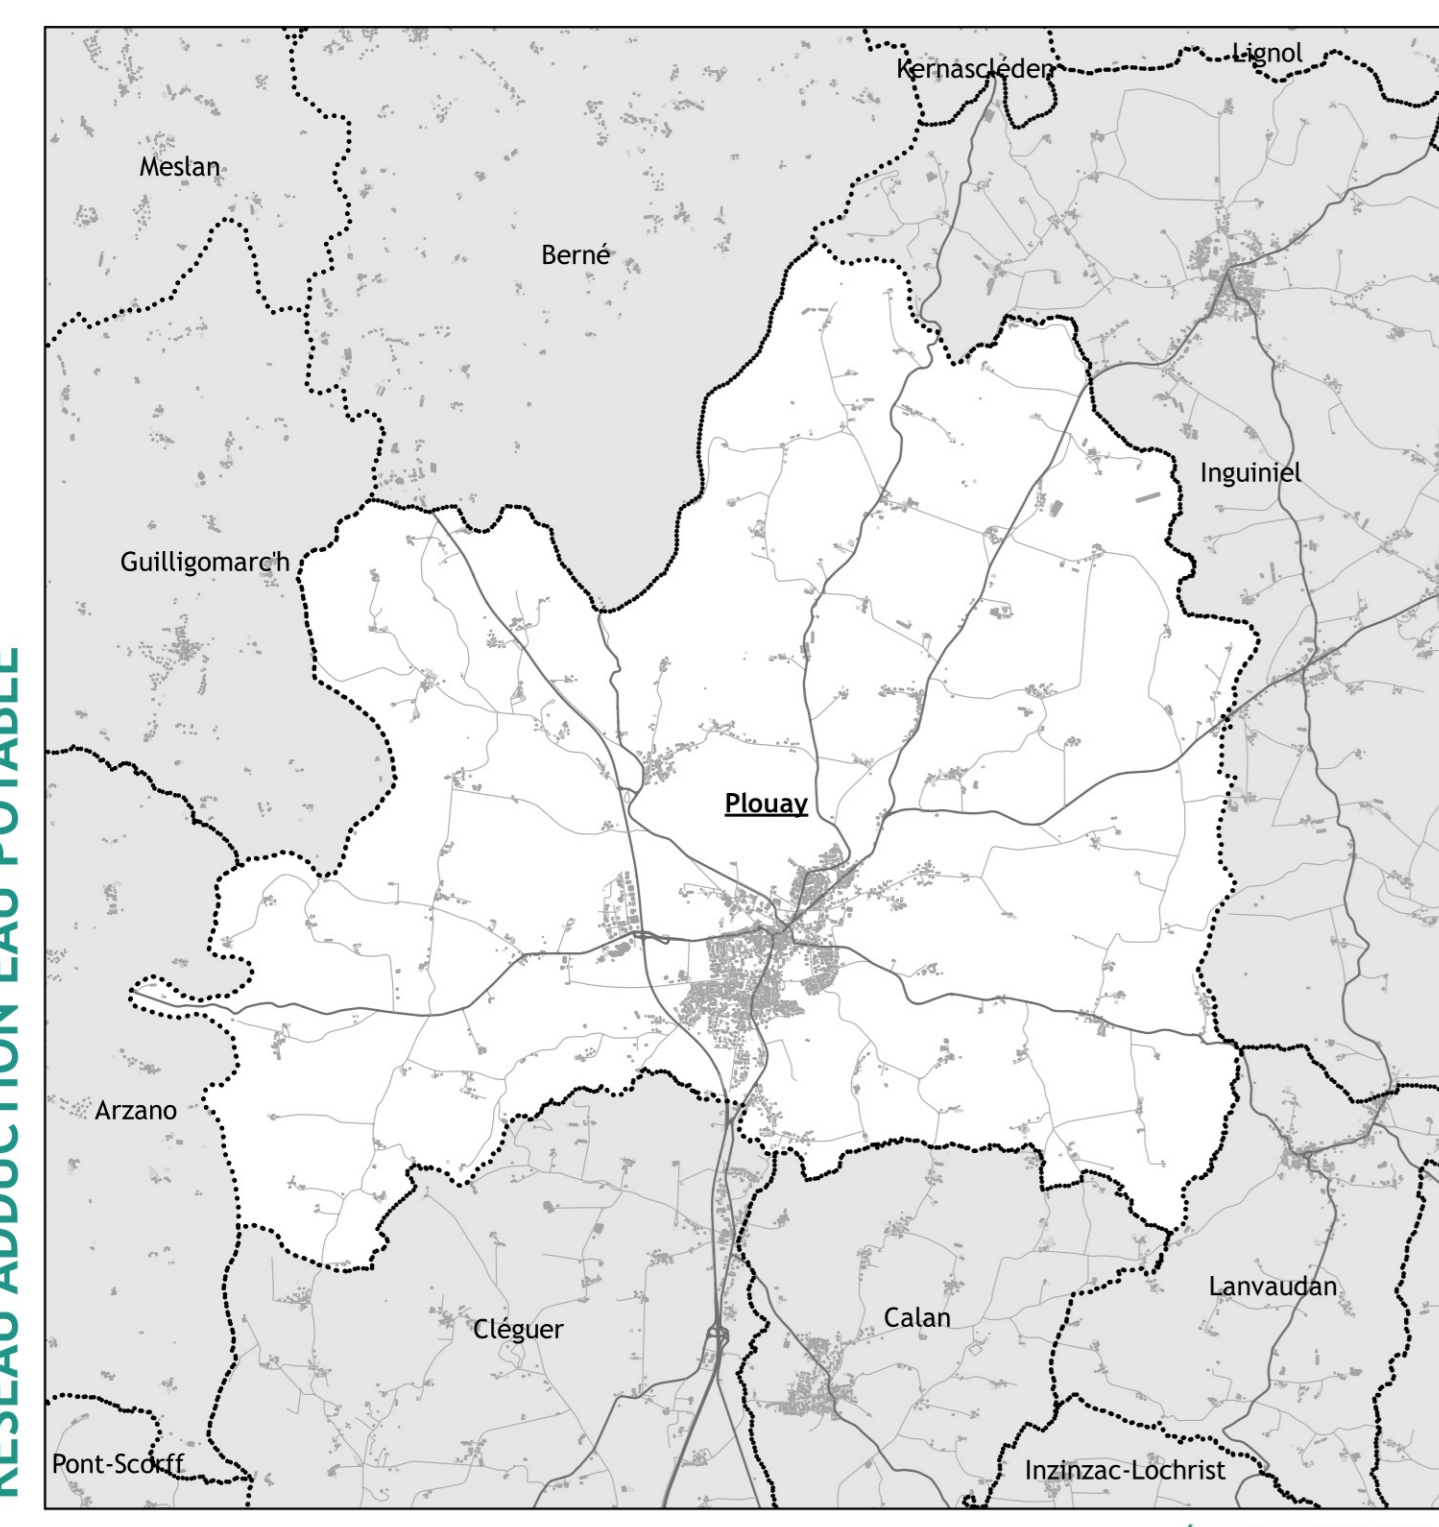 Lignol
Kernascléden
Meslan
Berné
Inguiniel
Guilligomarc'h
RÉSEAU ADDUCTION EAU POTABLE
Plouay
Arzano
Lanvaudan
Calan
Cléguer
Pont-Scorff
Inzinzac-Lochrist